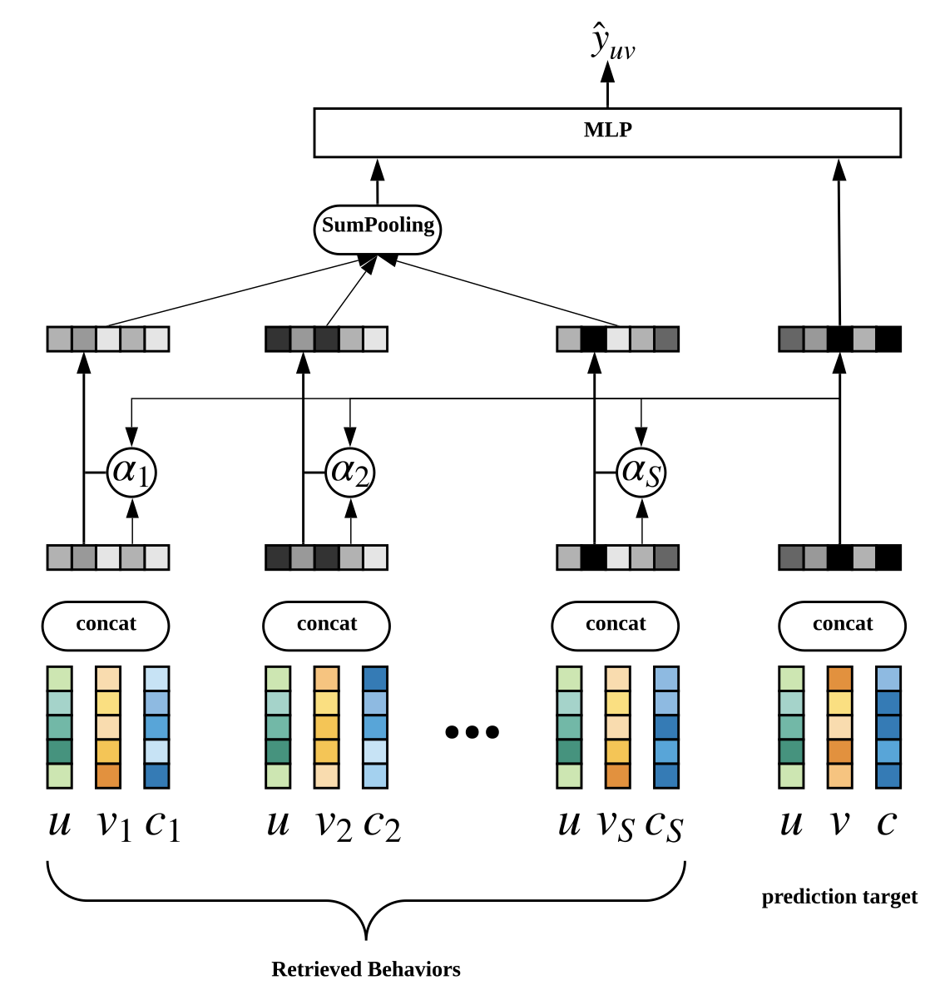 ŷuv
MLP
SumPooling
α1 α2 αS
concat concat concat concat
u v1 c1 u v2 c2 ••• u vS cS u v c
prediction target
Retrieved Behaviors